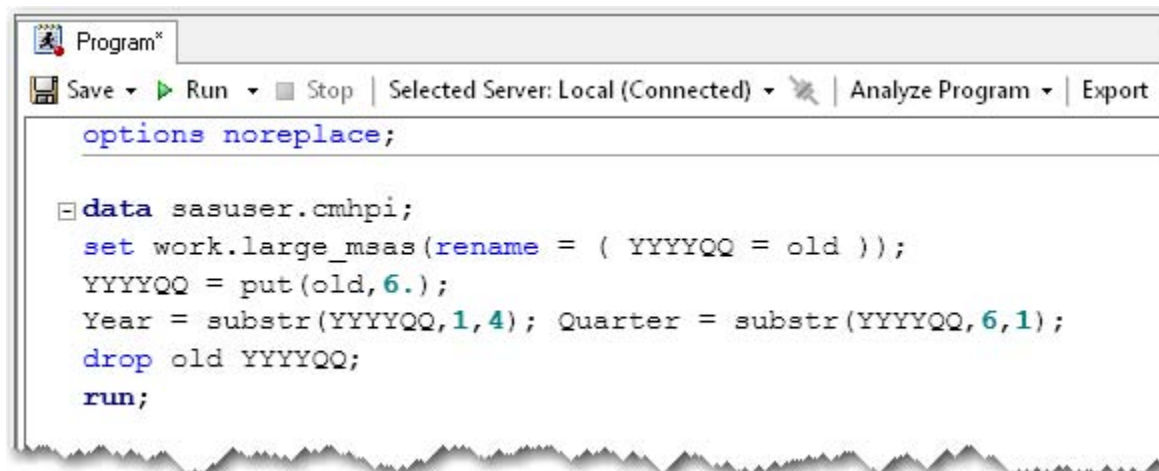 Program*
Save Run Stop | Selected Server: Local (Connected) | Analyze Program | Export
options noreplace;
data sasuser.cmhpi;
set work.large_msas(rename = ( YYYYQQ = old ));
YYYYQQ = put(old,6.);
Year = substr(YYYYQQ,1,4); Quarter = substr(YYYYQQ,6,1);
drop old YYYYQQ;
run;